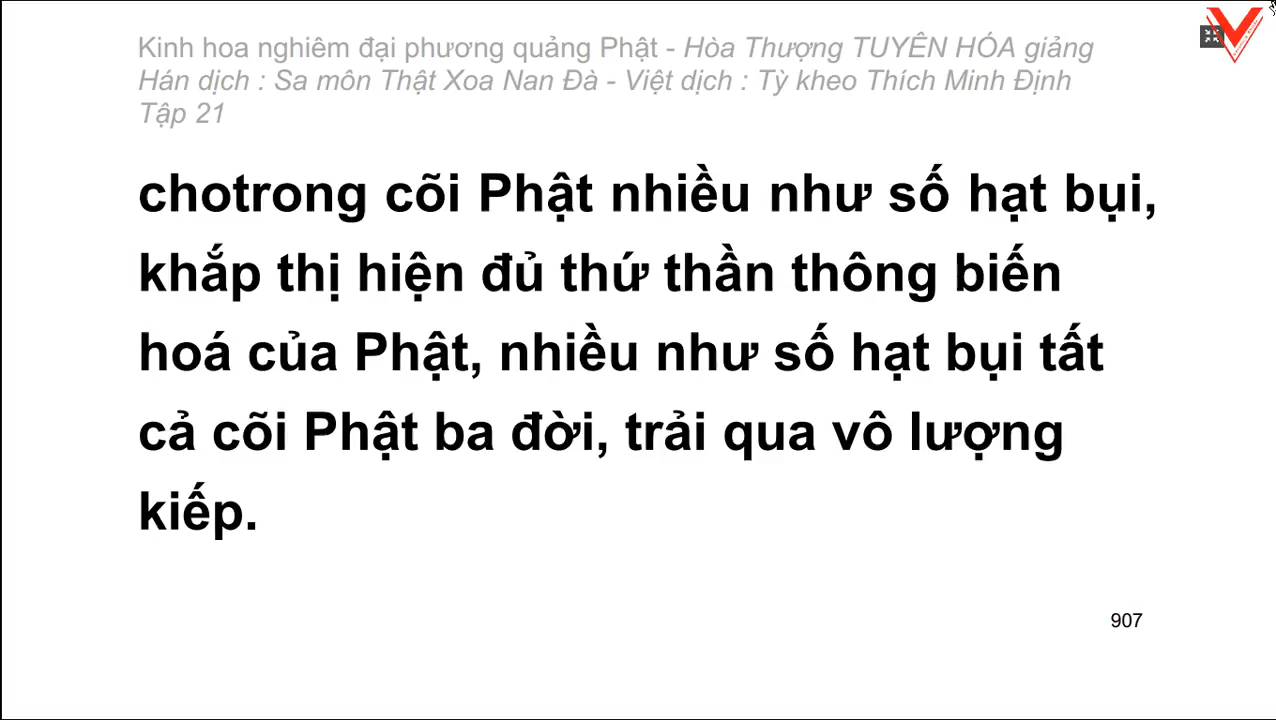 Kinh hoa nghiêm đại phương quảng Phật - Hòa Thượng TUYÊN HÓA giảng
Hán dịch : Sa môn Thật Xoa Nan Đà - Việt dịch : Tỳ kheo Thích Minh Định
Tập 21
chotrong cõi Phật nhiều như số hạt bụi,
khắp thị hiện đủ thứ thần thông biến
hoá của Phật, nhiều như số hạt bụi tất
cả cõi Phật ba đời, trải qua vô lượng
kiếp.
907